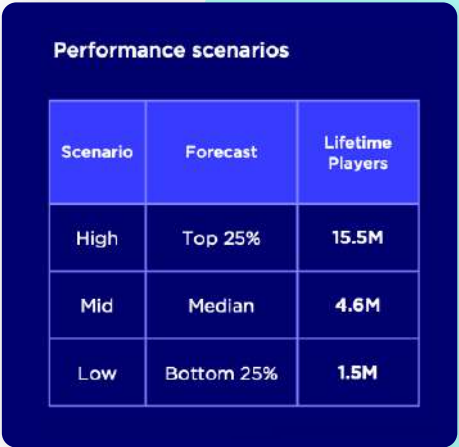 Performance scenarios
Scenario Forecast Lifetime Players
High Top 25% 15.5M
Mid Median 4.6M
Low Bottom 25% 1.5M